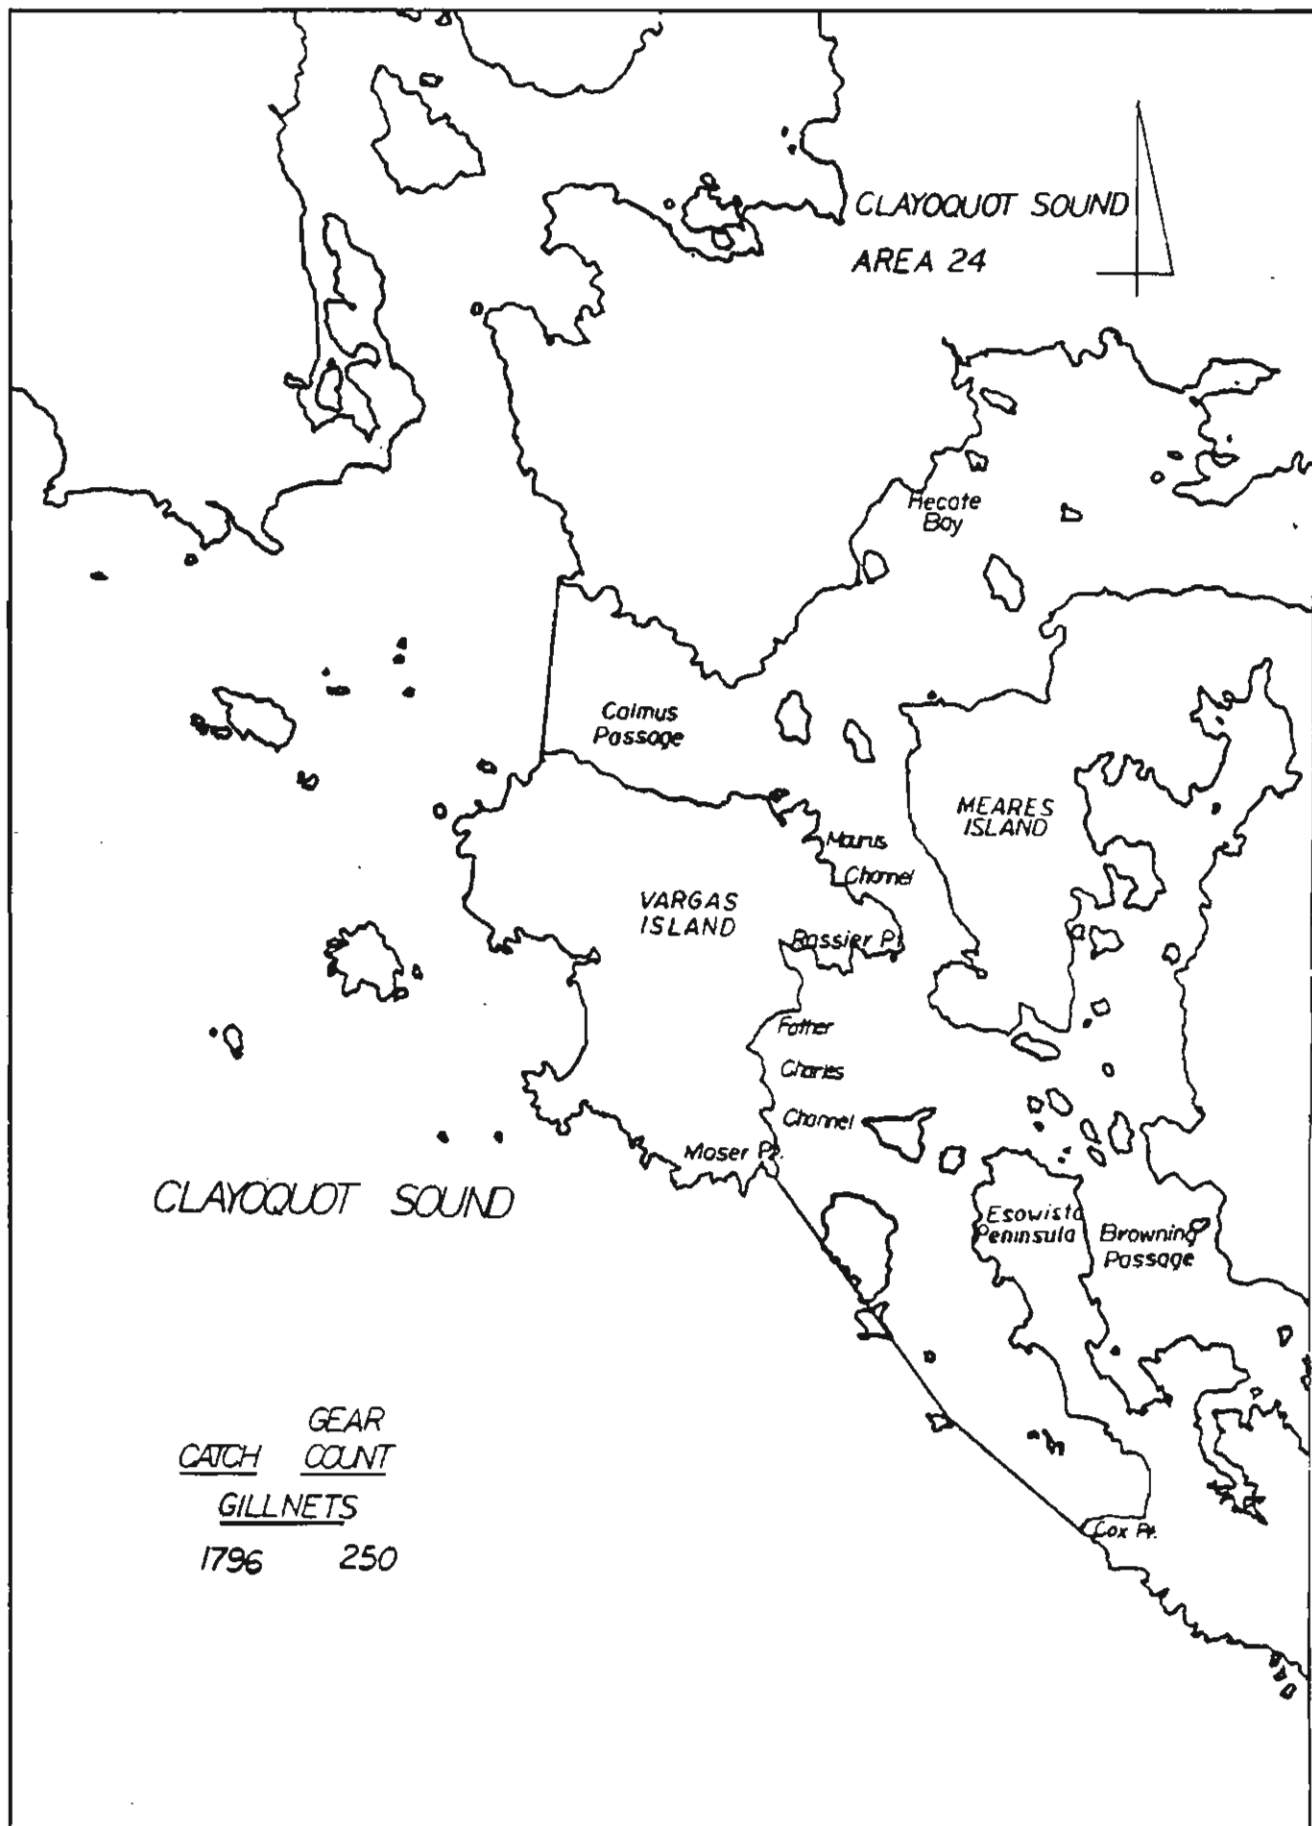 CLAYOQUOT SOUND
AREA 24
Hecate
Bay
Calmus
Passage
MEARES
ISLAND
Maurus
Channel
VARGAS
ISLAND
Rassier Pt.
Father
Charles
Channel
Moser Pt.
CLAYOQUOT SOUND
Esowista
Peninsula
Browning
Passage
GEAR
CATCH COUNT
GILLNETS
1796 250
Cox Pt.